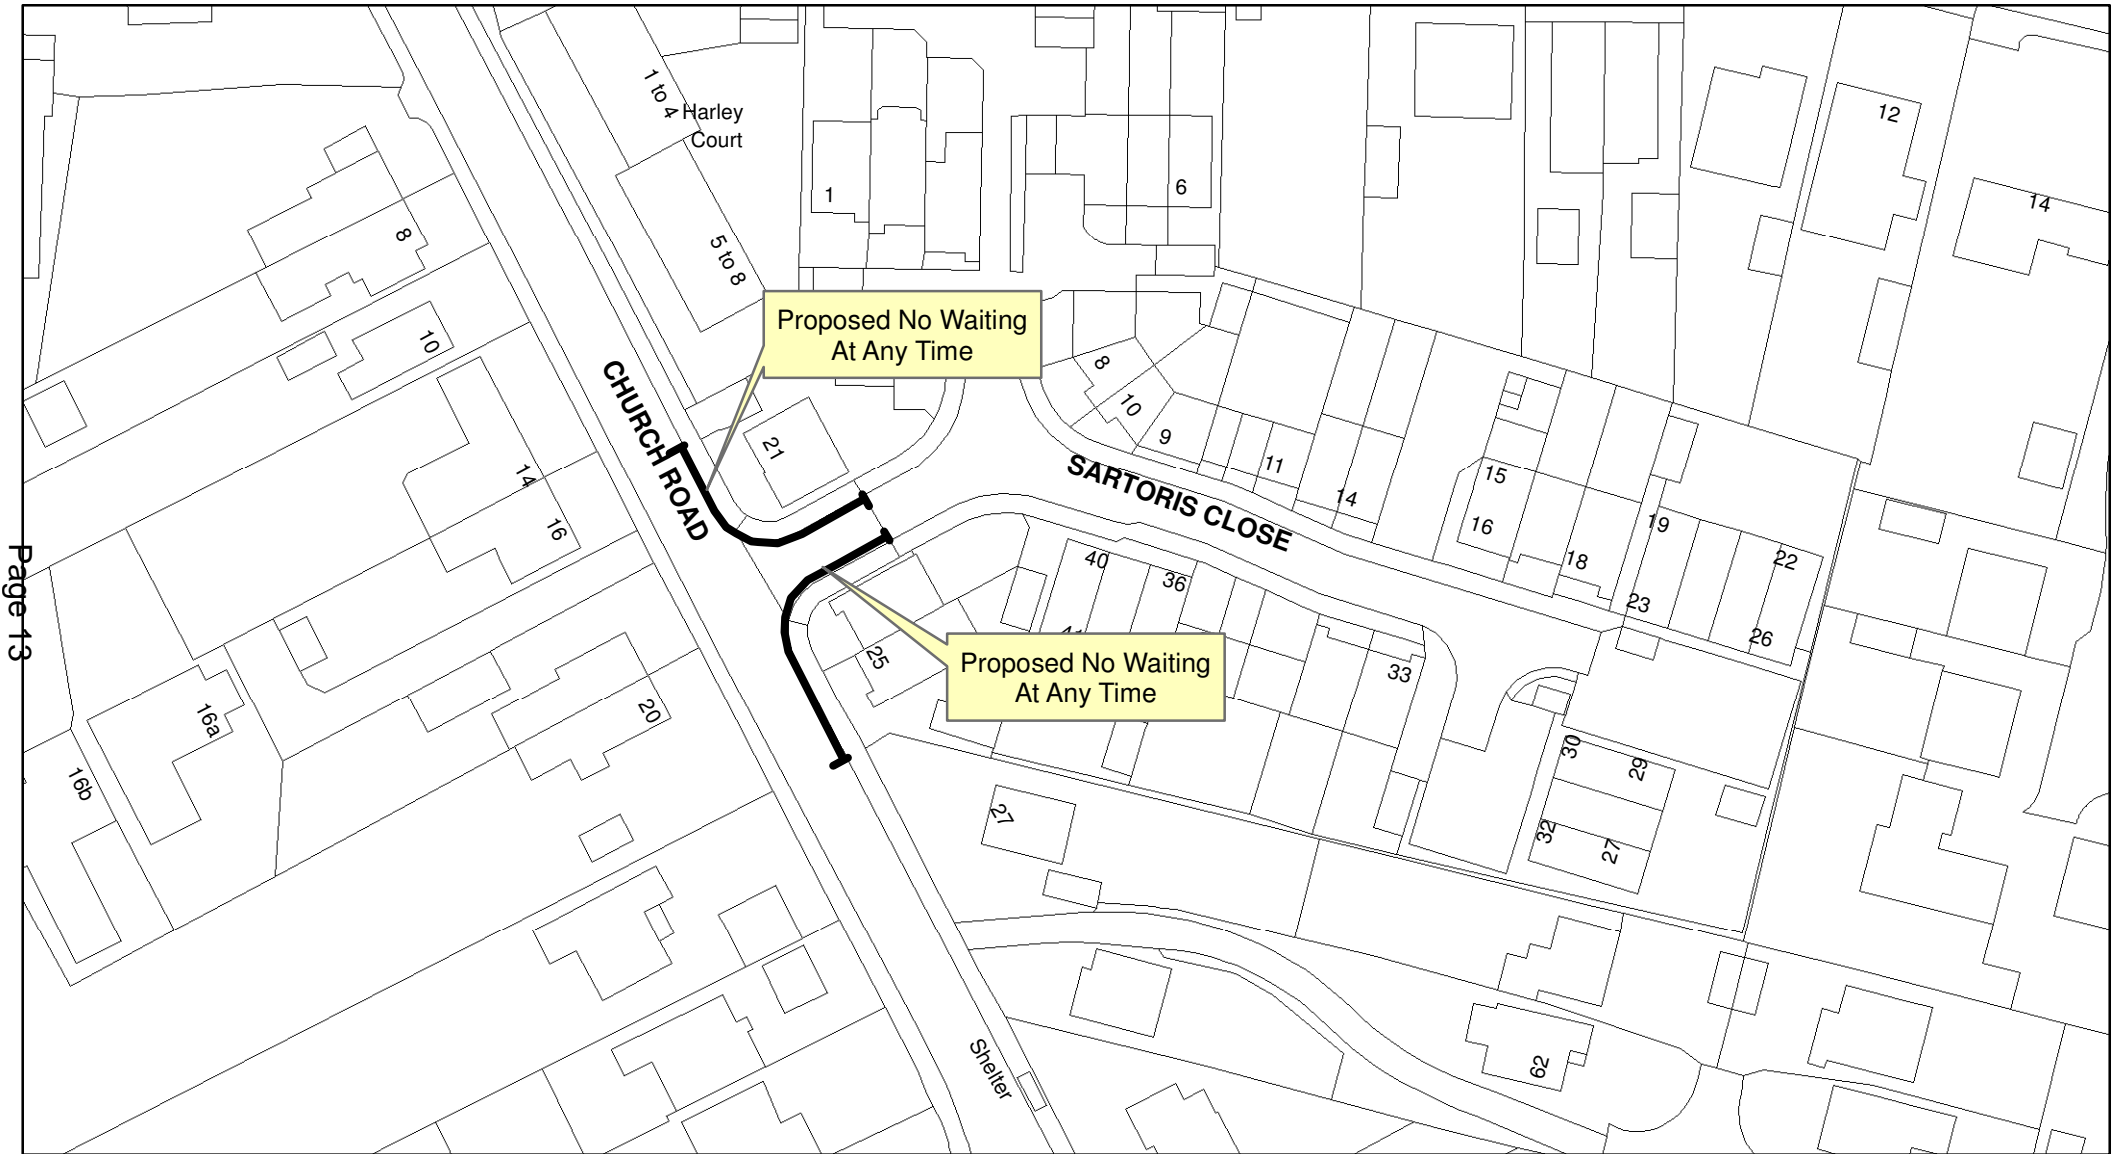 1 to 4
Harley
Court
12
14
1
6
8
5 to 8
Proposed No Waiting
At Any Time
10
CHURCH ROAD
8
10
21
9
11
SARTORIS CLOSE
14
15
14
16
16
19
18
22
40
36
23
26
Page 13
25
Proposed No Waiting
At Any Time
33
20
16a
16b
30
29
27
32
27
Shelter
62